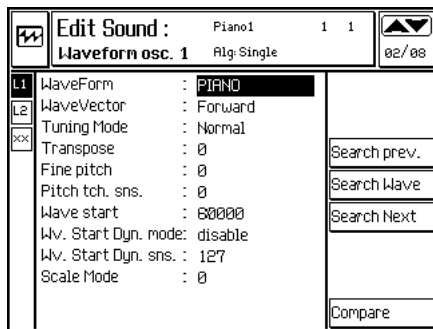 Edit Sound : Piano1 1 1
Waveform osc. 1 Alg: Single 02/08
L1 WaveForm : PIANO
L2 WaveVector : Forward
Tuning Mode : Normal
xx Transpose : 0 Search prev.
Fine pitch : 0
Pitch tch. sns. : 0 Search Wave
Wave start : 60000 Search Next
Wv. Start Dyn. mode: disable
Wv. Start Dyn. sns. : 127
Scale Mode : 0
Compare